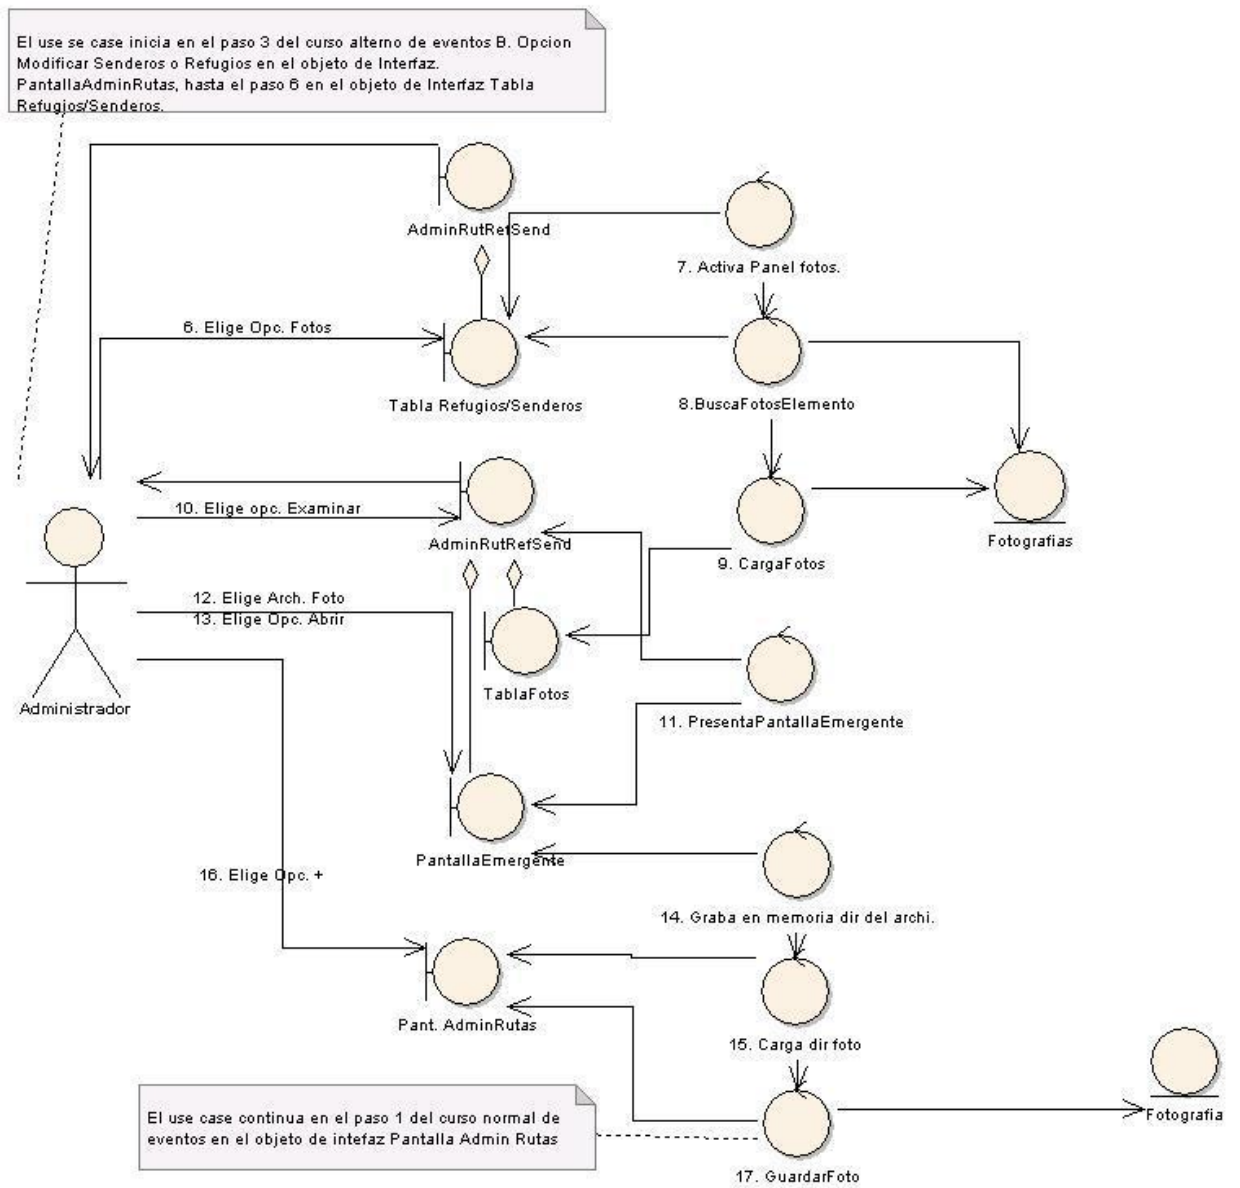 El use se case inicia en el paso 3 del curso alterno de eventos B. Opcion
Modificar Senderos o Refugios en el objeto de Interfaz.
PantallaAdminRutas, hasta el paso 6 en el objeto de Interfaz Tabla
Refugios/Senderos.
AdminRutRefSend
7. Activa Panel fotos.
6. Elige Opc. Fotos
Tabla Refugios/Senderos
8.BuscaFotosElemento
10. Elige opc. Examinar
AdminRutRefSend
Fotografias
9. CargaFotos
12. Elige Arch. Foto
13. Elige Opc. Abrir
TablaFotos
Administrador
11. PresentaPantallaEmergente
PantallaEmergente
16. Elige Opc. +
14. Graba en memoria dir del archi.
Pant. AdminRutas
15. Carga dir foto
Fotografia
El use case continua en el paso 1 del curso normal de
eventos en el objeto de intefaz Pantalla Admin Rutas
17. GuardarFoto